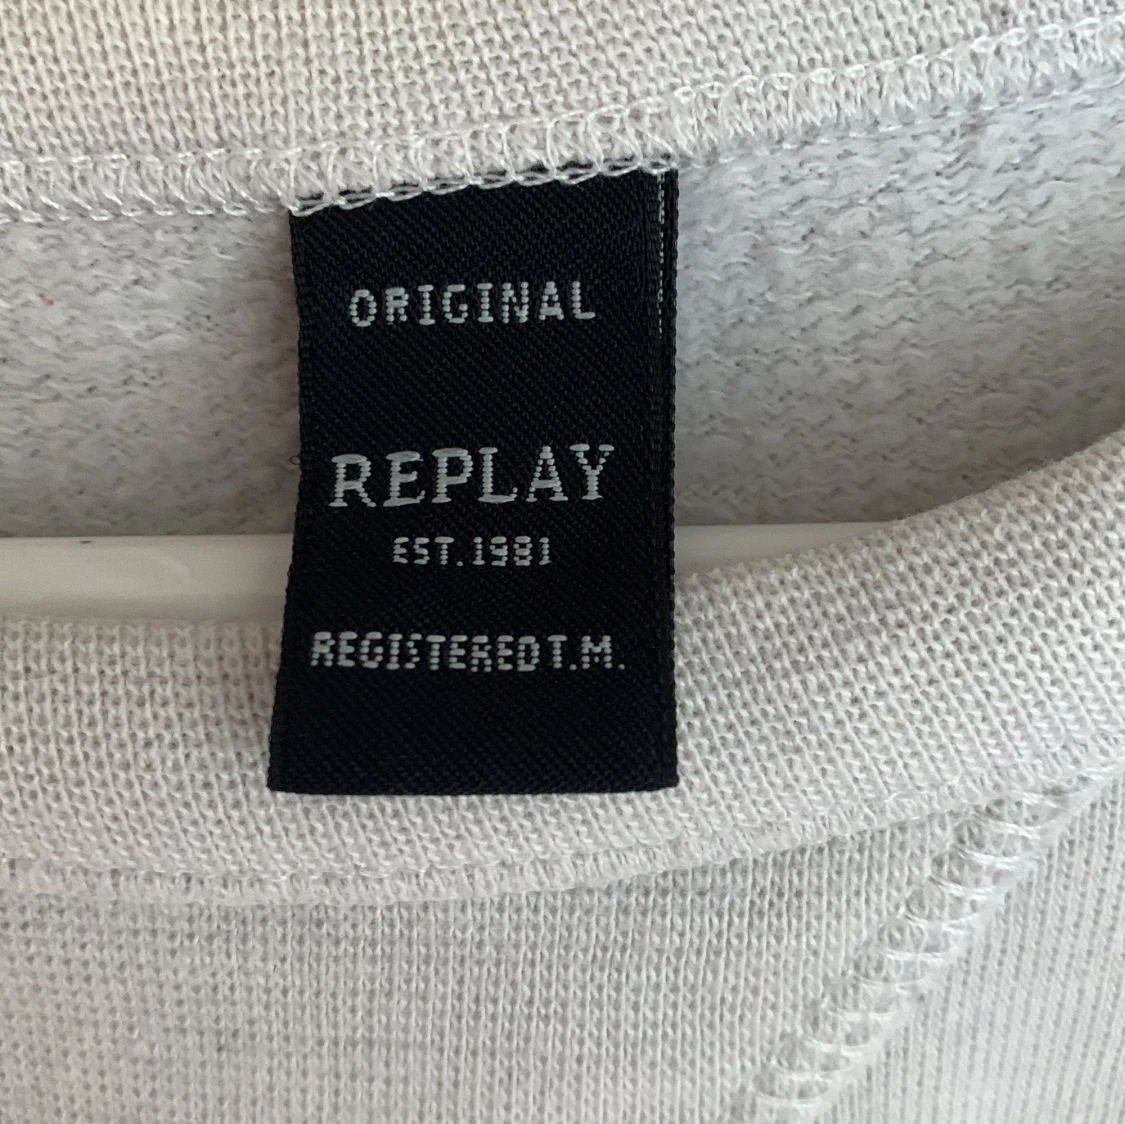 ORIGINAL
REPLAY
EST.1981
REGISTERED T.M.